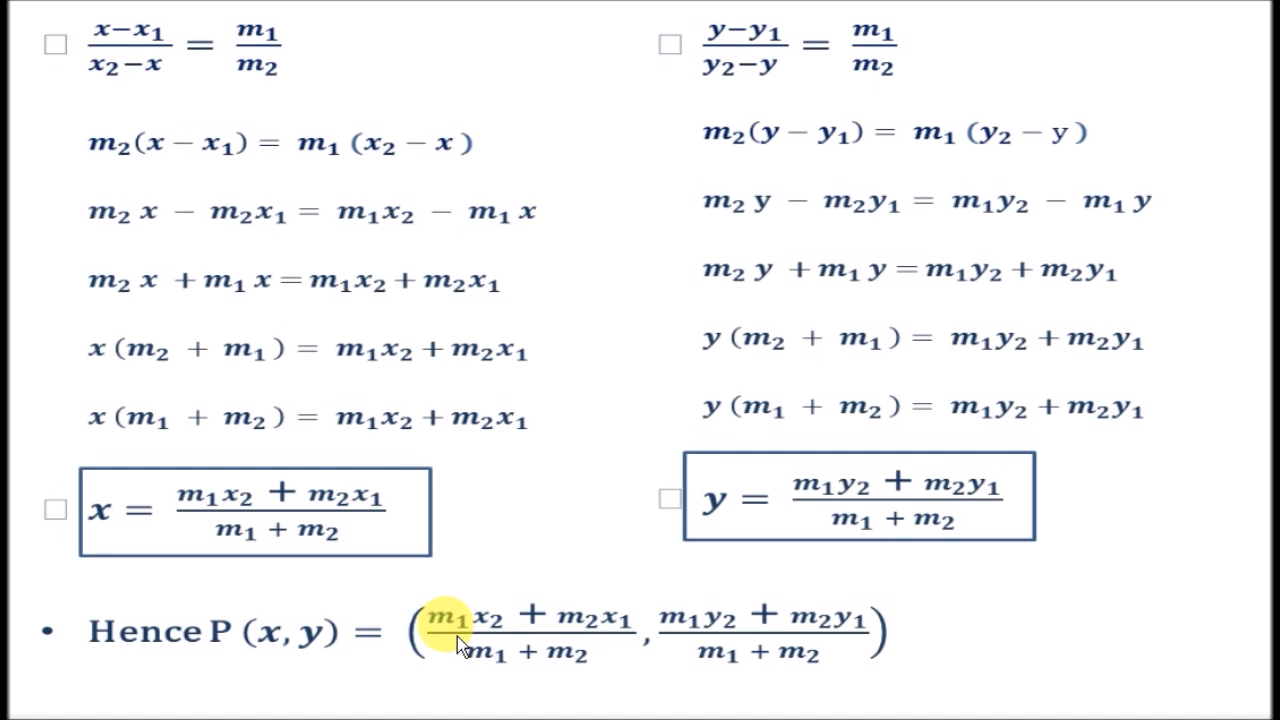 □ (x−x₁)/(x₂−x) = m₁/m₂
m₂(x − x₁) = m₁ (x₂ − x )
m₂ x − m₂x₁ = m₁x₂ − m₁ x
m₂ x + m₁ x = m₁x₂ + m₂x₁
x (m₂ + m₁ ) = m₁x₂ + m₂x₁
x (m₁ + m₂ ) = m₁x₂ + m₂x₁
□ x = (m₁x₂ + m₂x₁)/(m₁ + m₂)
□ (y−y₁)/(y₂−y) = m₁/m₂
m₂(y − y₁) = m₁ (y₂ − y )
m₂ y − m₂y₁ = m₁y₂ − m₁ y
m₂ y + m₁ y = m₁y₂ + m₂y₁
y (m₂ + m₁ ) = m₁y₂ + m₂y₁
y (m₁ + m₂ ) = m₁y₂ + m₂y₁
□ y = (m₁y₂ + m₂y₁)/(m₁ + m₂)
• Hence P (x, y) = ((m₁x₂ + m₂x₁)/(m₁ + m₂), (m₁y₂ + m₂y₁)/(m₁ + m₂))